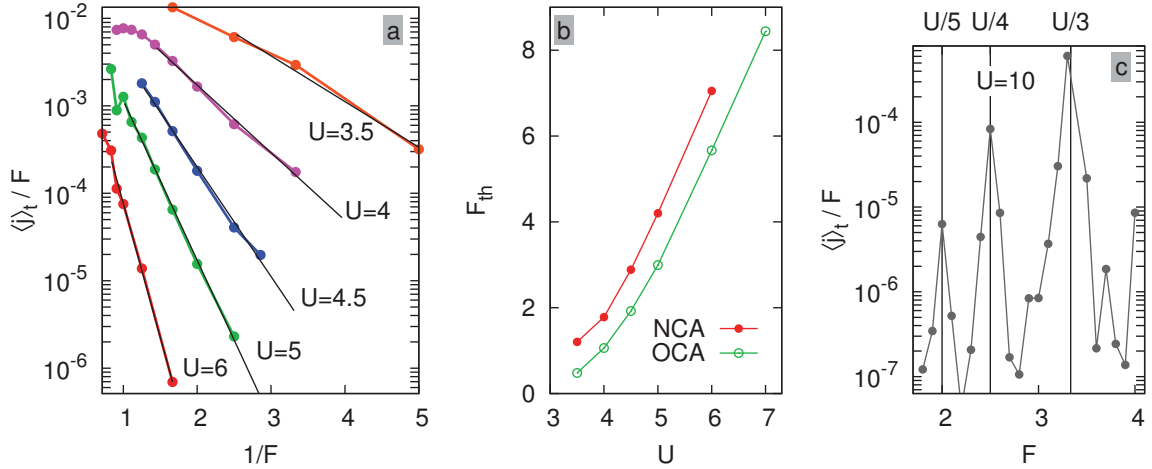 a
10⁻²
10⁻³
10⁻⁴
10⁻⁵
10⁻⁶
⟨j⟩ₜ / F
U=3.5
U=4
U=4.5
U=5
U=6
1 2 3 4 5
1/F
b
8
6
4
2
0
F_th
NCA
OCA
3 4 5 6 7
U
U/5 U/4 U/3
c
U=10
10⁻⁴
10⁻⁵
10⁻⁶
10⁻⁷
⟨j⟩ₜ / F
2 3 4
F